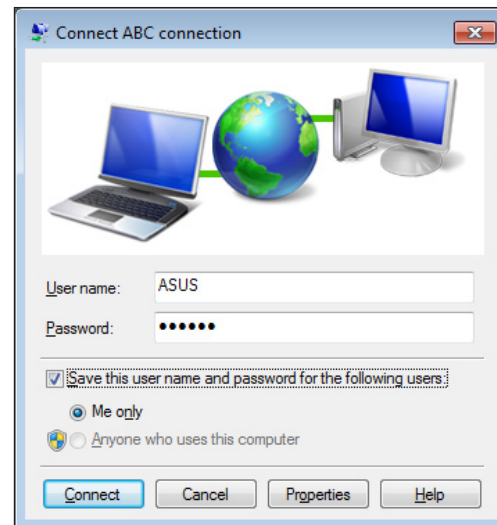 Connect ABC connection
User name: ASUS
Password: ••••••
Save this user name and password for the following users:
Me only
Anyone who uses this computer
Connect Cancel Properties Help